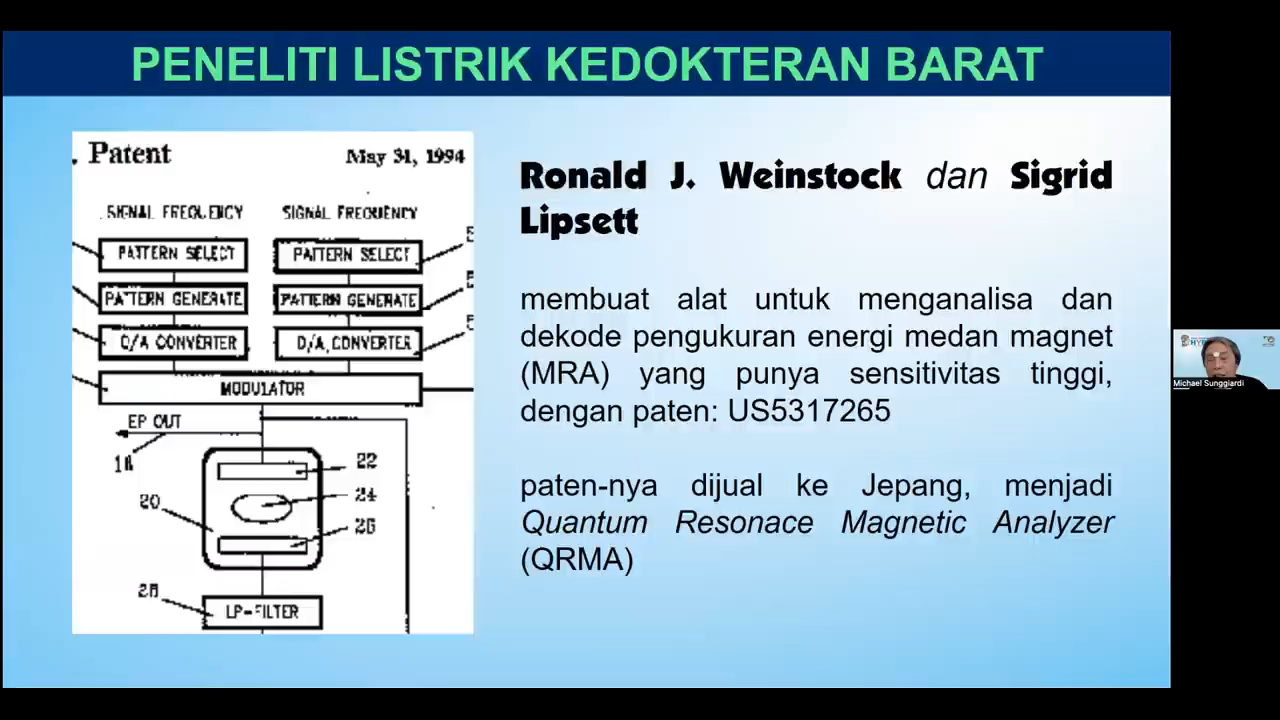 PENELITI LISTRIK KEDOKTERAN BARAT
. Patent
May 31, 1994
SIGNAL FREQUENCY
SIGNAL FREQUENCY
PATTERN SELECT
PATTERN SELECT
PATTERN GENERATE
PATTERN GENERATE
D/A CONVERTER
D/A CONVERTER
MODULATOR
EP OUT
22
20
24
26
28
LP-FILTER
Ronald J. Weinstock dan Sigrid
Lipsett
membuat alat untuk menganalisa dan
dekode pengukuran energi medan magnet
(MRA) yang punya sensitivitas tinggi,
dengan paten: US5317265
paten-nya dijual ke Jepang, menjadi
Quantum Resonace Magnetic Analyzer
(QRMA)
Michael Sunggiardi